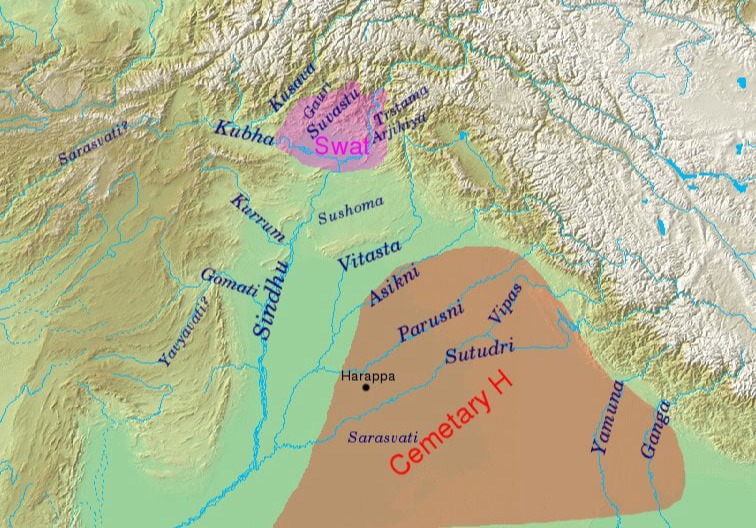 Kusava
Gauri
Suvastu
Trstama
Arjikiya
Sarasvati?
Kubha
Swat
Kurrum
Sushoma
Vitasta
Gomati
Asikni
Sindhu
Yavyavati?
Parusni
Vipas
Sutudri
Harappa
Cemetary H
Sarasvati
Yamuna
Ganga